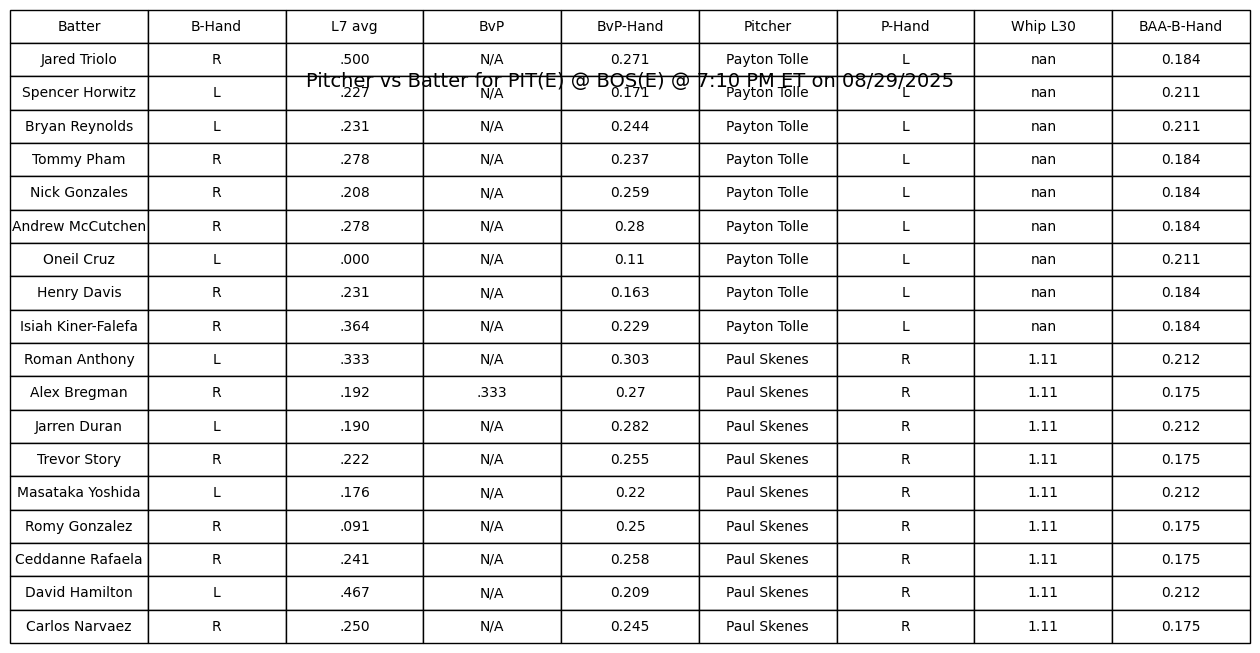 Batter B-Hand L7 avg BvP BvP-Hand Pitcher P-Hand Whip L30 BAA-B-Hand
Jared Triolo R .500 N/A 0.271 Payton Tolle L nan 0.184
Pitcher vs Batter for PIT(E) @ BOS(E) @ 7:10 PM ET on 08/29/2025
Spencer Horwitz L .227 N/A 0.171 Payton Tolle L nan 0.211
Bryan Reynolds L .231 N/A 0.244 Payton Tolle L nan 0.211
Tommy Pham R .278 N/A 0.237 Payton Tolle L nan 0.184
Nick Gonzales R .208 N/A 0.259 Payton Tolle L nan 0.184
Andrew McCutchen R .278 N/A 0.28 Payton Tolle L nan 0.184
Oneil Cruz L .000 N/A 0.11 Payton Tolle L nan 0.211
Henry Davis R .231 N/A 0.163 Payton Tolle L nan 0.184
Isiah Kiner-Falefa R .364 N/A 0.229 Payton Tolle L nan 0.184
Roman Anthony L .333 N/A 0.303 Paul Skenes R 1.11 0.212
Alex Bregman R .192 .333 0.27 Paul Skenes R 1.11 0.175
Jarren Duran L .190 N/A 0.282 Paul Skenes R 1.11 0.212
Trevor Story R .222 N/A 0.255 Paul Skenes R 1.11 0.175
Masataka Yoshida L .176 N/A 0.22 Paul Skenes R 1.11 0.212
Romy Gonzalez R .091 N/A 0.25 Paul Skenes R 1.11 0.175
Ceddanne Rafaela R .241 N/A 0.258 Paul Skenes R 1.11 0.175
David Hamilton L .467 N/A 0.209 Paul Skenes R 1.11 0.212
Carlos Narvaez R .250 N/A 0.245 Paul Skenes R 1.11 0.175